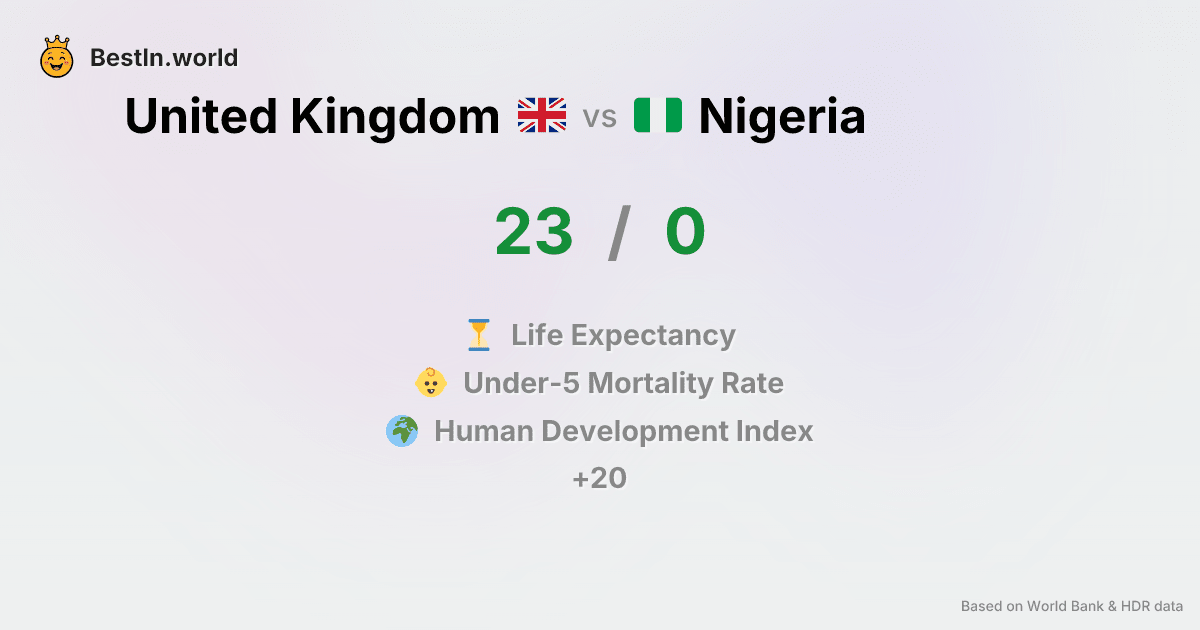 BestIn.world
United Kingdom vs Nigeria
23 / 0
Life Expectancy
Under-5 Mortality Rate
Human Development Index
+20
Based on World Bank & HDR data